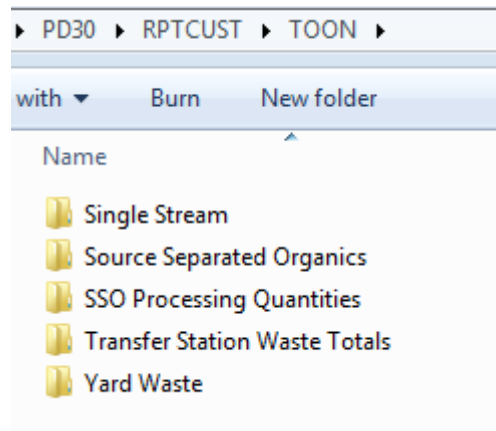 PD30 RPTCUST TOON
with Burn New folder
Name
Single Stream
Source Separated Organics
SSO Processing Quantities
Transfer Station Waste Totals
Yard Waste